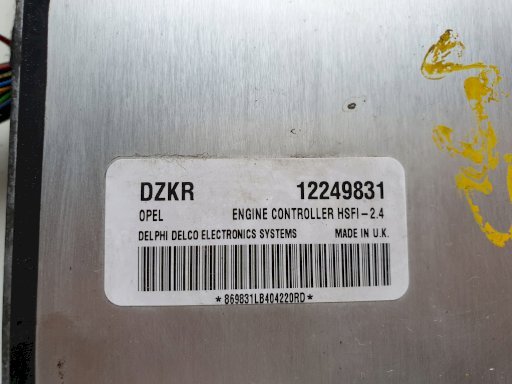 DZKR 12249831
OPEL ENGINE CONTROLLER HSFI-2.4
DELPHI DELCO ELECTRONICS SYSTEMS MADE IN U.K.
*869831LB404220RD*